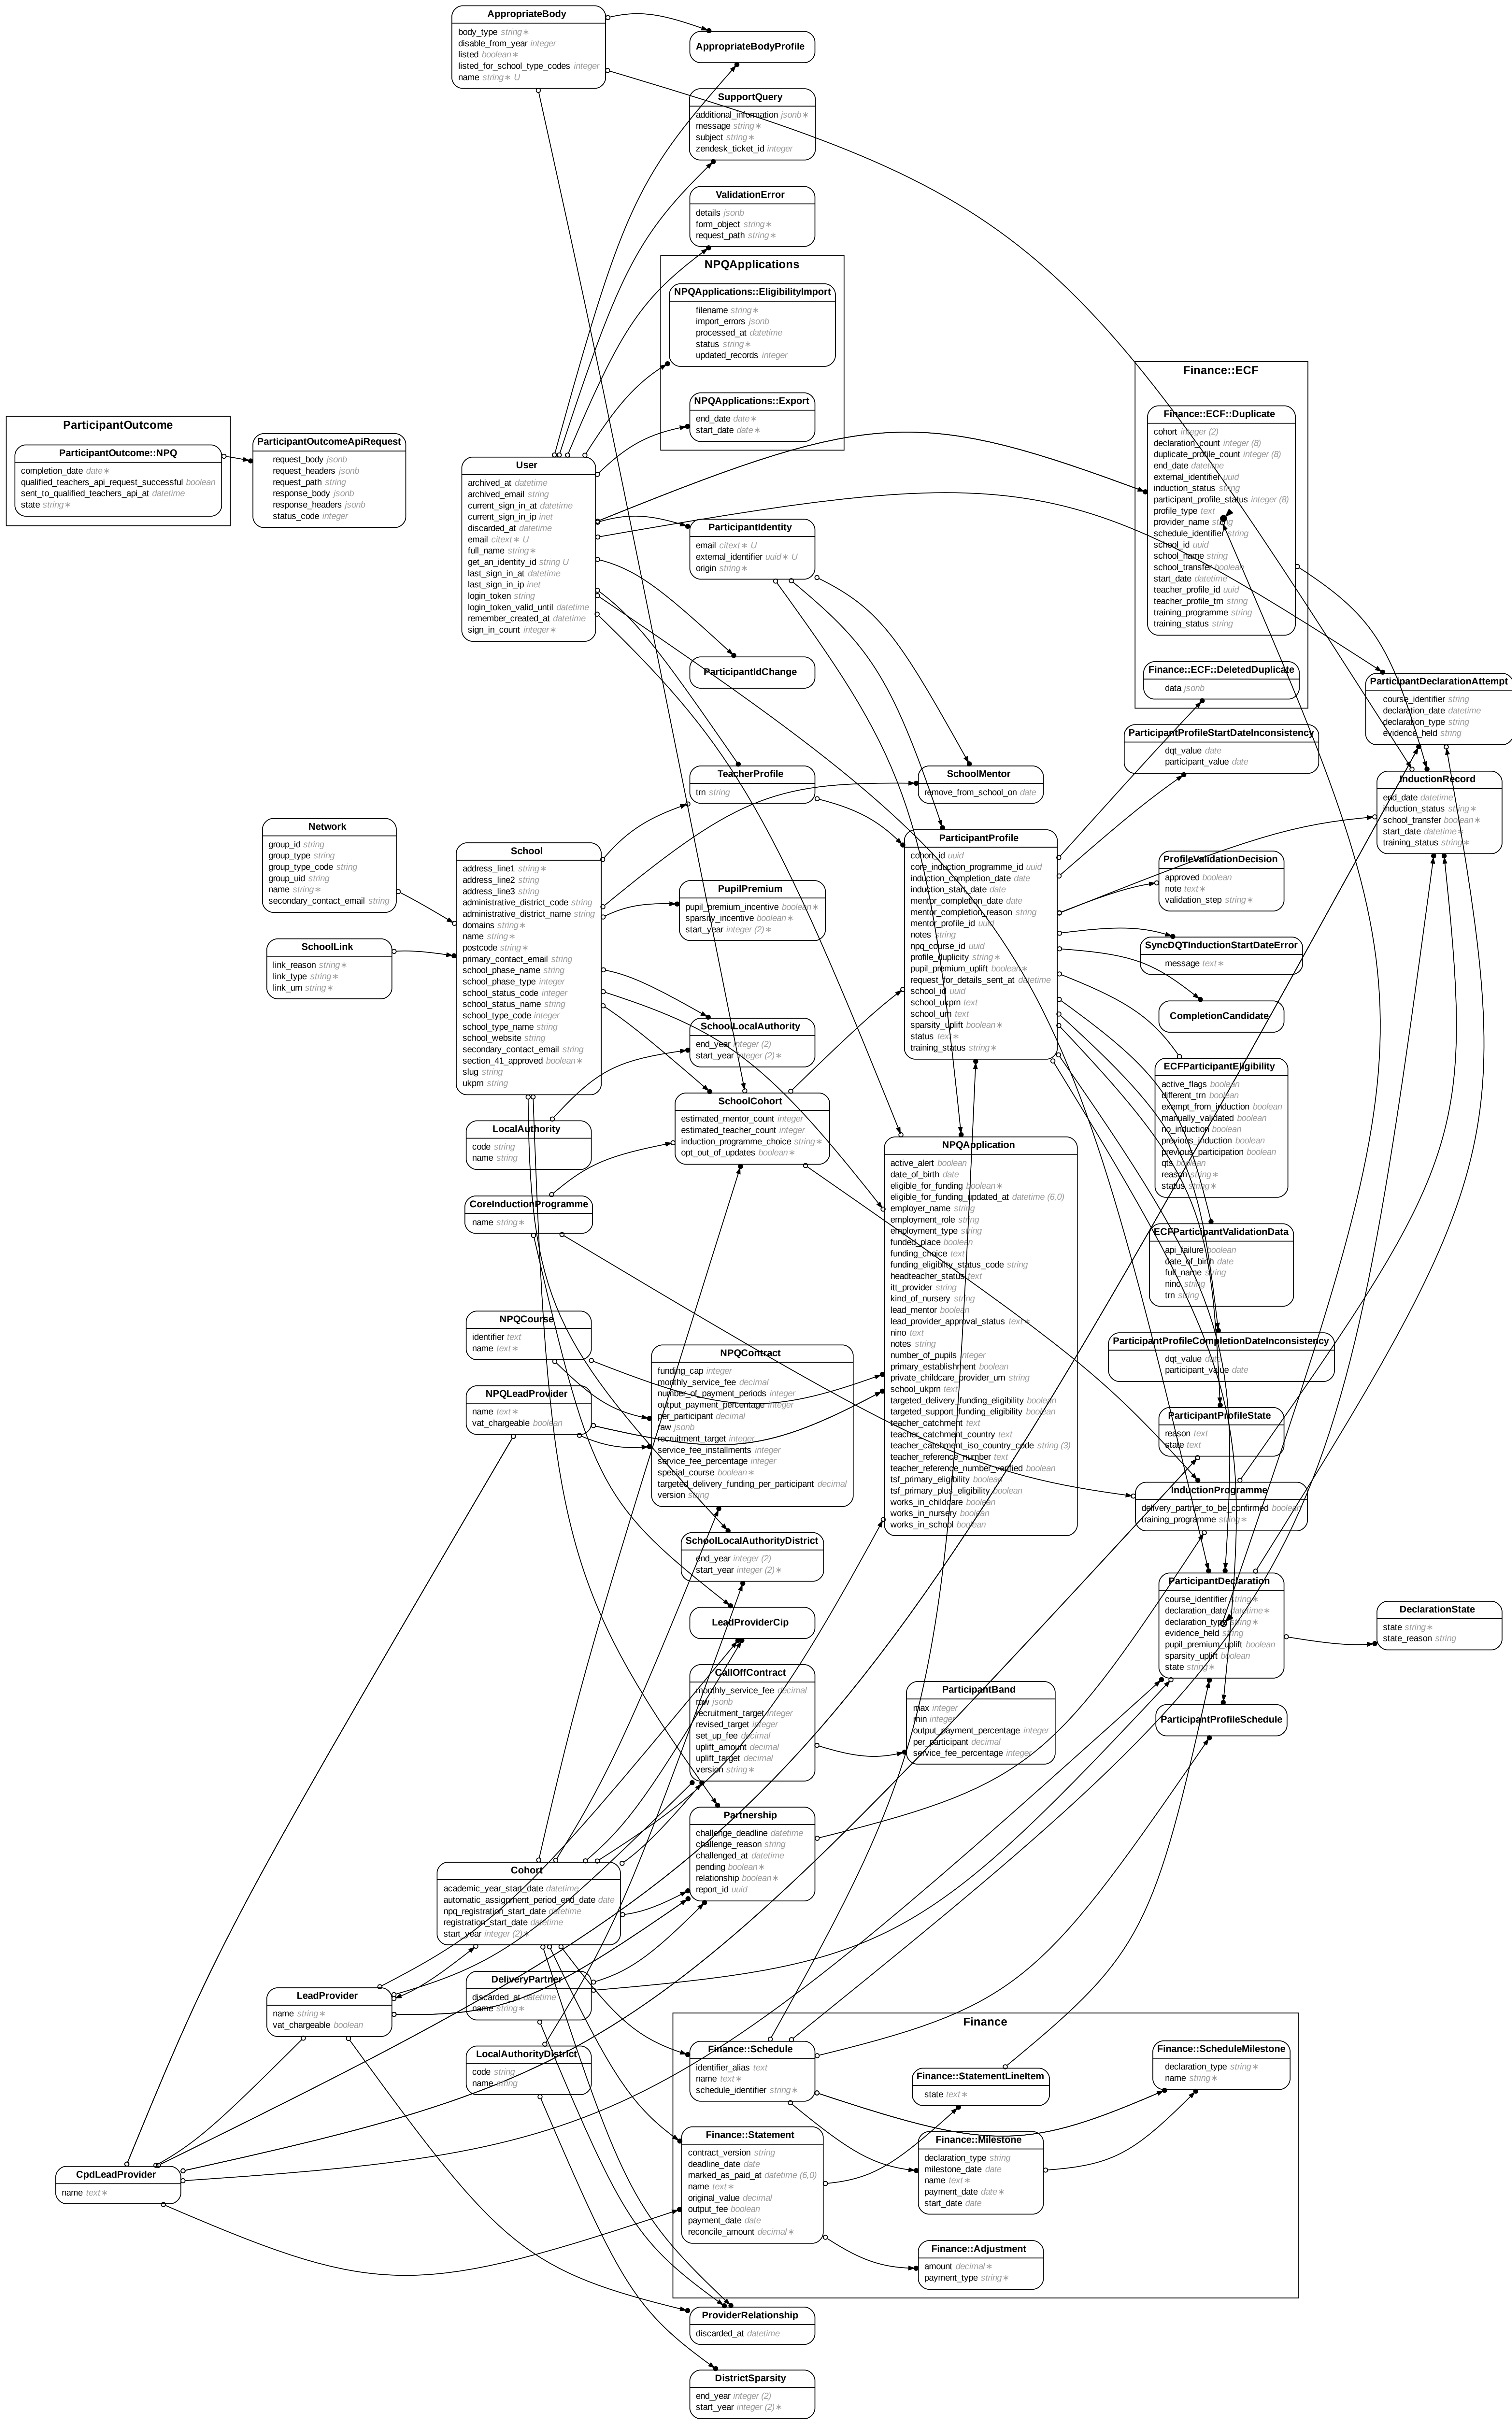 AppropriateBody
body_type string∗
disable_from_year integer
listed boolean∗
listed_for_school_type_codes integer
name string∗ U
AppropriateBodyProfile
SupportQuery
additional_information jsonb∗
message string∗
subject string∗
zendesk_ticket_id integer
ValidationError
details jsonb
form_object string∗
request_path string∗
NPQApplications
NPQApplications::EligibilityImport
filename string∗
import_errors jsonb
processed_at datetime
status string∗
updated_records integer
NPQApplications::Export
end_date date∗
start_date date∗
Finance::ECF
Finance::ECF::Duplicate
cohort integer (2)
declaration_count integer (8)
duplicate_profile_count integer (8)
end_date datetime
external_identifier uuid
induction_status string
participant_profile_status integer (8)
profile_type text
provider_name string
schedule_identifier string
school_id uuid
school_name string
school_transfer boolean
start_date datetime
teacher_profile_id uuid
teacher_profile_trn string
training_programme string
training_status string
Finance::ECF::DeletedDuplicate
data jsonb
ParticipantOutcome
ParticipantOutcome::NPQ
completion_date date∗
qualified_teachers_api_request_successful boolean
sent_to_qualified_teachers_api_at datetime
state string∗
ParticipantOutcomeApiRequest
request_body jsonb
request_headers jsonb
request_path string
response_body jsonb
response_headers jsonb
status_code integer
User
archived_at datetime
archived_email string
current_sign_in_at datetime
current_sign_in_ip inet
discarded_at datetime
email citext∗ U
full_name string∗
get_an_identity_id string U
last_sign_in_at datetime
last_sign_in_ip inet
login_token string
login_token_valid_until datetime
remember_created_at datetime
sign_in_count integer∗
ParticipantIdentity
email citext∗ U
external_identifier uuid∗ U
origin string∗
ParticipantIdChange
ParticipantDeclarationAttempt
course_identifier string
declaration_date datetime
declaration_type string
evidence_held string
ParticipantProfileStartDateInconsistency
dqt_value date
participant_value date
TeacherProfile
trn string
SchoolMentor
remove_from_school_on date
InductionRecord
end_date datetime
induction_status string∗
school_transfer boolean∗
start_date datetime∗
training_status string∗
Network
group_id string
group_type string
group_type_code string
group_uid string
name string∗
secondary_contact_email string
SchoolLink
link_reason string∗
link_type string∗
link_urn string∗
School
address_line1 string∗
address_line2 string
address_line3 string
administrative_district_code string
administrative_district_name string
domains string∗
name string∗
postcode string∗
primary_contact_email string
school_phase_name string
school_phase_type integer
school_status_code integer
school_status_name string
school_type_code integer
school_type_name string
school_website string
secondary_contact_email string
section_41_approved boolean∗
slug string
ukprn string
PupilPremium
pupil_premium_incentive boolean∗
sparsity_incentive boolean∗
start_year integer (2)∗
ParticipantProfile
cohort_id uuid
core_induction_programme_id uuid
induction_completion_date date
induction_start_date date
mentor_completion_date date
mentor_completion_reason string
mentor_profile_id uuid
notes string
npq_course_id uuid
profile_duplicity string∗
pupil_premium_uplift boolean∗
request_for_details_sent_at datetime
school_id uuid
school_ukprn text
school_urn text
sparsity_uplift boolean∗
status text∗
training_status string∗
ProfileValidationDecision
approved boolean
note text∗
validation_step string∗
SyncDQTInductionStartDateError
message text∗
CompletionCandidate
SchoolLocalAuthority
end_year integer (2)
start_year integer (2)∗
ECFParticipantEligibility
active_flags boolean
different_trn boolean
exempt_from_induction boolean
manually_validated boolean
no_induction boolean
previous_induction boolean
previous_participation boolean
qts boolean
reason string∗
status string∗
SchoolCohort
estimated_mentor_count integer
estimated_teacher_count integer
induction_programme_choice string∗
opt_out_of_updates boolean∗
LocalAuthority
code string
name string
CoreInductionProgramme
name string∗
NPQApplication
active_alert boolean
date_of_birth date
eligible_for_funding boolean∗
eligible_for_funding_updated_at datetime (6,0)
employer_name string
employment_role string
employment_type string
funded_place boolean
funding_choice text
funding_eligiblity_status_code string
headteacher_status text
itt_provider string
kind_of_nursery string
lead_mentor boolean
lead_provider_approval_status text∗
nino text
notes string
number_of_pupils integer
primary_establishment boolean
private_childcare_provider_urn string
school_ukprn text
targeted_delivery_funding_eligibility boolean
targeted_support_funding_eligibility boolean
teacher_catchment text
teacher_catchment_country text
teacher_catchment_iso_country_code string (3)
teacher_reference_number text
teacher_reference_number_verified boolean
tsf_primary_eligibility boolean
tsf_primary_plus_eligibility boolean
works_in_childcare boolean
works_in_nursery boolean
works_in_school boolean
ECFParticipantValidationData
api_failure boolean
date_of_birth date
full_name string
nino string
trn string
NPQCourse
identifier text
name text∗
NPQLeadProvider
name text∗
vat_chargeable boolean
NPQContract
funding_cap integer
monthly_service_fee decimal
number_of_payment_periods integer
output_payment_percentage integer
per_participant decimal
raw jsonb
recruitment_target integer
service_fee_installments integer
service_fee_percentage integer
special_course boolean∗
targeted_delivery_funding_per_participant decimal
version string
ParticipantProfileCompletionDateInconsistency
dqt_value date
participant_value date
ParticipantProfileState
reason text
state text
InductionProgramme
delivery_partner_to_be_confirmed boolean
training_programme string∗
SchoolLocalAuthorityDistrict
end_year integer (2)
start_year integer (2)∗
LeadProviderCip
ParticipantDeclaration
course_identifier string∗
declaration_date datetime∗
declaration_type string∗
evidence_held string
pupil_premium_uplift boolean
sparsity_uplift boolean
state string∗
DeclarationState
state string∗
state_reason string
CallOffContract
monthly_service_fee decimal
raw jsonb
recruitment_target integer
revised_target integer
set_up_fee decimal
uplift_amount decimal
uplift_target decimal
version string∗
ParticipantBand
max integer
min integer
output_payment_percentage integer
per_participant decimal
service_fee_percentage integer
ParticipantProfileSchedule
Partnership
challenge_deadline datetime
challenge_reason string
challenged_at datetime
pending boolean∗
relationship boolean∗
report_id uuid
Cohort
academic_year_start_date datetime
automatic_assignment_period_end_date date
npq_registration_start_date datetime
registration_start_date datetime
start_year integer (2)∗
DeliveryPartner
discarded_at datetime
name string∗
LeadProvider
name string∗
vat_chargeable boolean
LocalAuthorityDistrict
code string
name string
Finance
Finance::Schedule
identifier_alias text
name text∗
schedule_identifier string∗
Finance::StatementLineItem
state text∗
Finance::ScheduleMilestone
declaration_type string∗
name string∗
Finance::Statement
contract_version string
deadline_date date
marked_as_paid_at datetime (6,0)
name text∗
original_value decimal
output_fee boolean
payment_date date
reconcile_amount decimal∗
Finance::Milestone
declaration_type string
milestone_date date
name text∗
payment_date date∗
start_date date
Finance::Adjustment
amount decimal∗
payment_type string∗
CpdLeadProvider
name text∗
ProviderRelationship
discarded_at datetime
DistrictSparsity
end_year integer (2)
start_year integer (2)∗